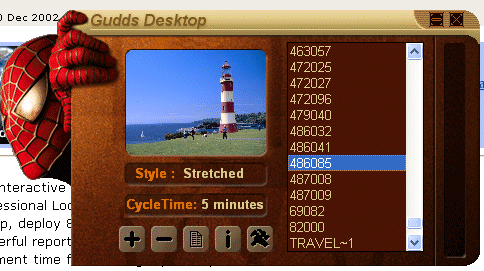 0 Dec 2002
Gudds Desktop
463057
472025
472027
472096
479040
486032
486041
486085
487008
487009
69082
82000
TRAVEL~1
Style : Stretched
CycleTime: 5 minutes
nteractive
essional Loc
p, deploy 8
erful report
ment time f